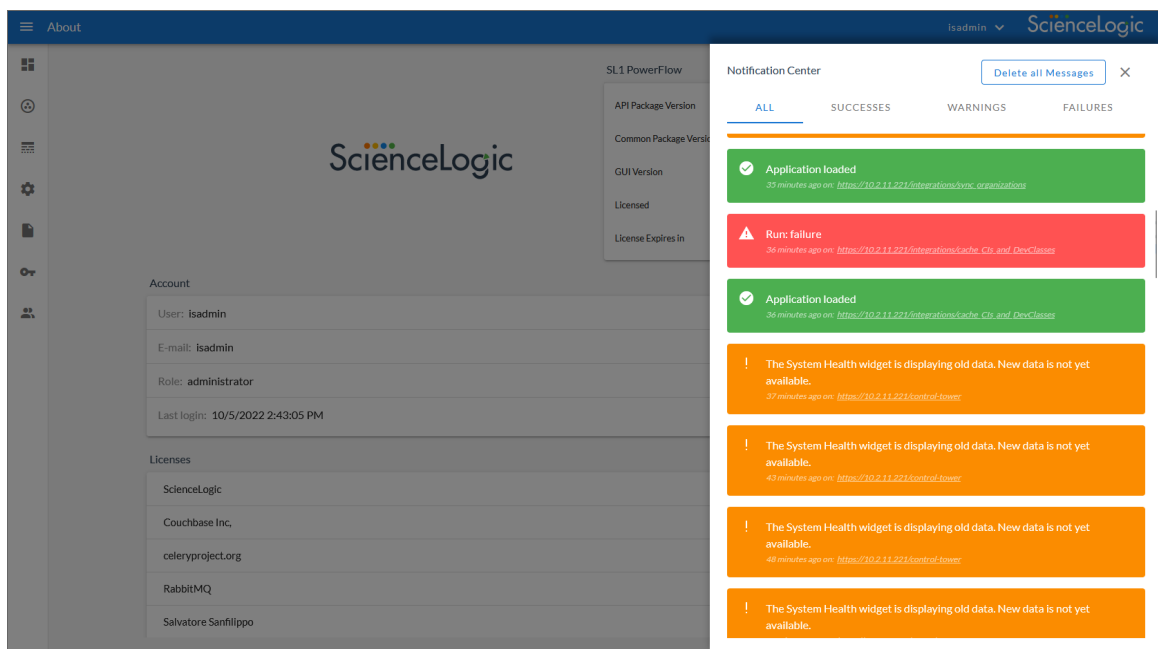 About
isadmin
ScienceLogic
SL1 PowerFlow
API Package Version
Common Package Versic
GUI Version
Licensed
License Expires in
ScienceLogic
Account
User: isadmin
E-mail: isadmin
Role: administrator
Last login: 10/5/2022 2:43:05 PM
Licenses
ScienceLogic
Couchbase Inc,
celeryproject.org
RabbitMQ
Salvatore Sanfilippo
Notification Center
Delete all Messages
ALL SUCCESSES WARNINGS FAILURES
Application loaded
35 minutes ago on: https://10.2.11.221/integrations/sync_organizations
Run: failure
36 minutes ago on: https://10.2.11.221/integrations/cache_CIs_and_DevClasses
Application loaded
36 minutes ago on: https://10.2.11.221/integrations/cache_CIs_and_DevClasses
The System Health widget is displaying old data. New data is not yet
available.
37 minutes ago on: https://10.2.11.221/control-tower
The System Health widget is displaying old data. New data is not yet
available.
43 minutes ago on: https://10.2.11.221/control-tower
The System Health widget is displaying old data. New data is not yet
available.
48 minutes ago on: https://10.2.11.221/control-tower
The System Health widget is displaying old data. New data is not yet
available.